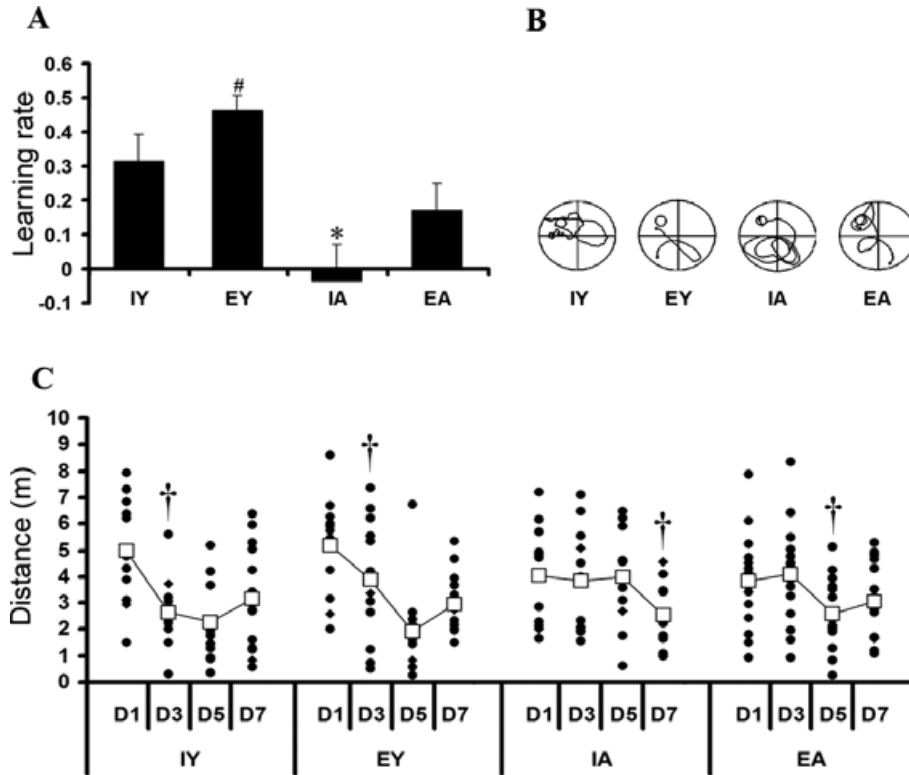 A
B
Learning rate
0.6
0.5
0.4
0.3
0.2
0.1
0
-0.1
#
*
IY EY IA EA
IY EY IA EA
C
Distance (m)
10
9
8
7
6
5
4
3
2
1
0
† † † †
D1 D3 D5 D7 D1 D3 D5 D7 D1 D3 D5 D7 D1 D3 D5 D7
IY EY IA EA